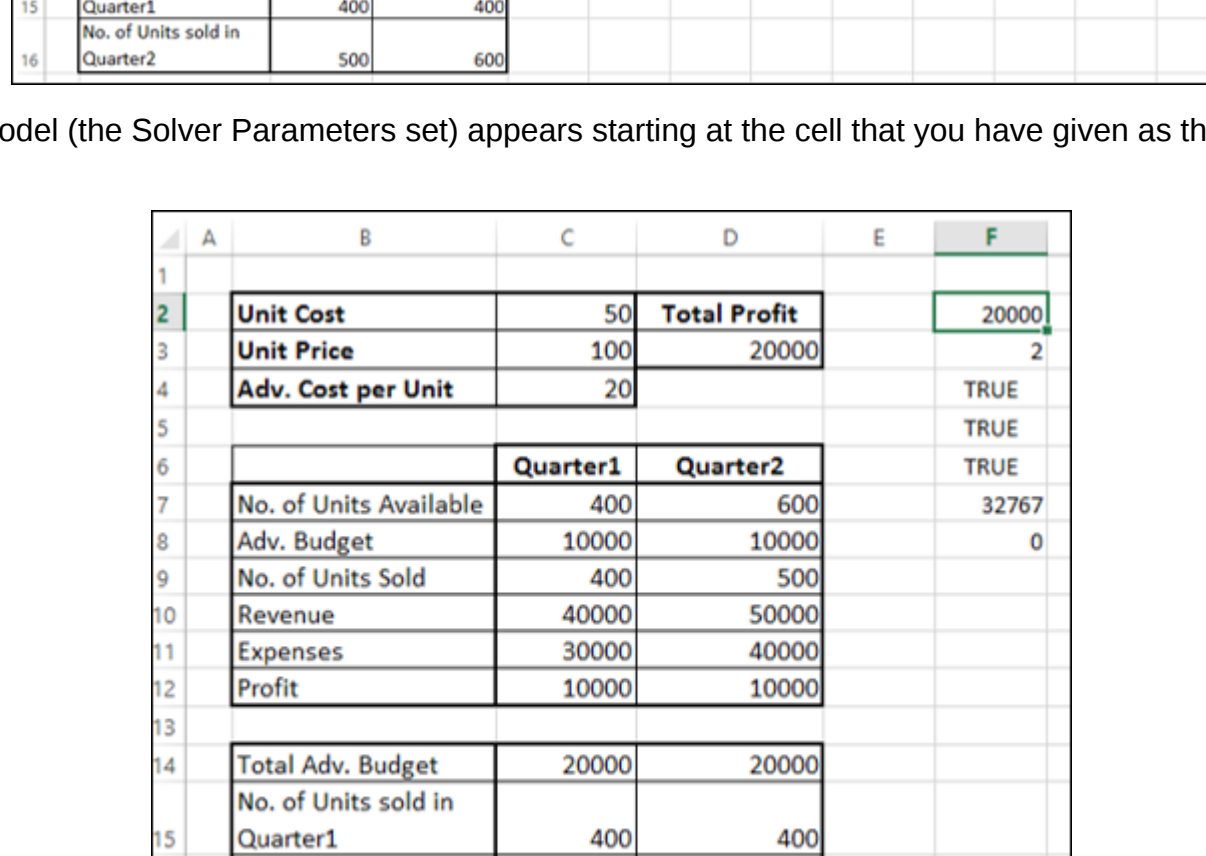 15 Quarter1 400 400
No. of Units sold in
16 Quarter2 500 600
odel (the Solver Parameters set) appears starting at the cell that you have given as th
A B C D E F
1
2 Unit Cost 50 Total Profit 20000
3 Unit Price 100 20000 2
4 Adv. Cost per Unit 20 TRUE
5 TRUE
6 Quarter1 Quarter2 TRUE
7 No. of Units Available 400 600 32767
8 Adv. Budget 10000 10000 0
9 No. of Units Sold 400 500
10 Revenue 40000 50000
11 Expenses 30000 40000
12 Profit 10000 10000
13
14 Total Adv. Budget 20000 20000
No. of Units sold in
15 Quarter1 400 400